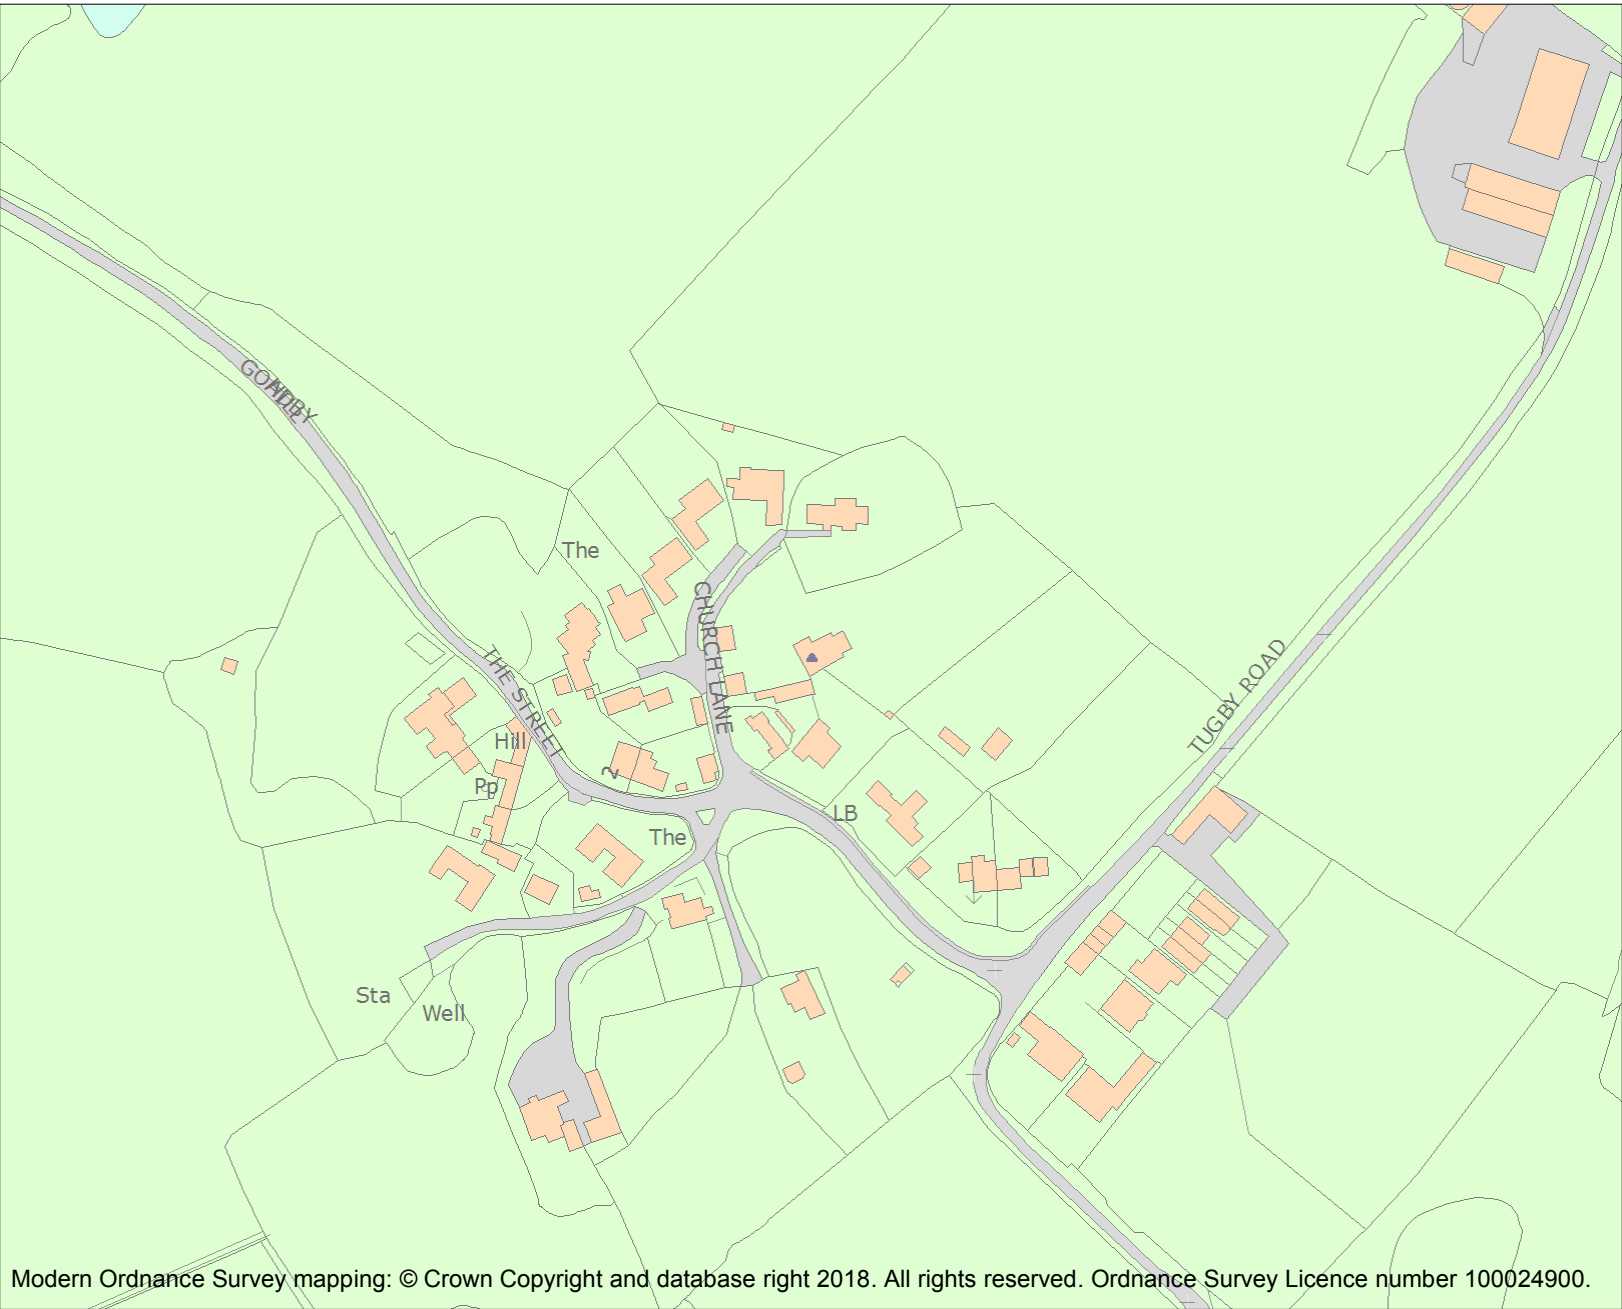 GOADBY
HILL
The
CHURCH LANE
THE STREET
TUGBY ROAD
Hill
2
Pp
LB
The
Sta
Well
Modern Ordnance Survey mapping: © Crown Copyright and database right 2018. All rights reserved. Ordnance Survey Licence number 100024900.